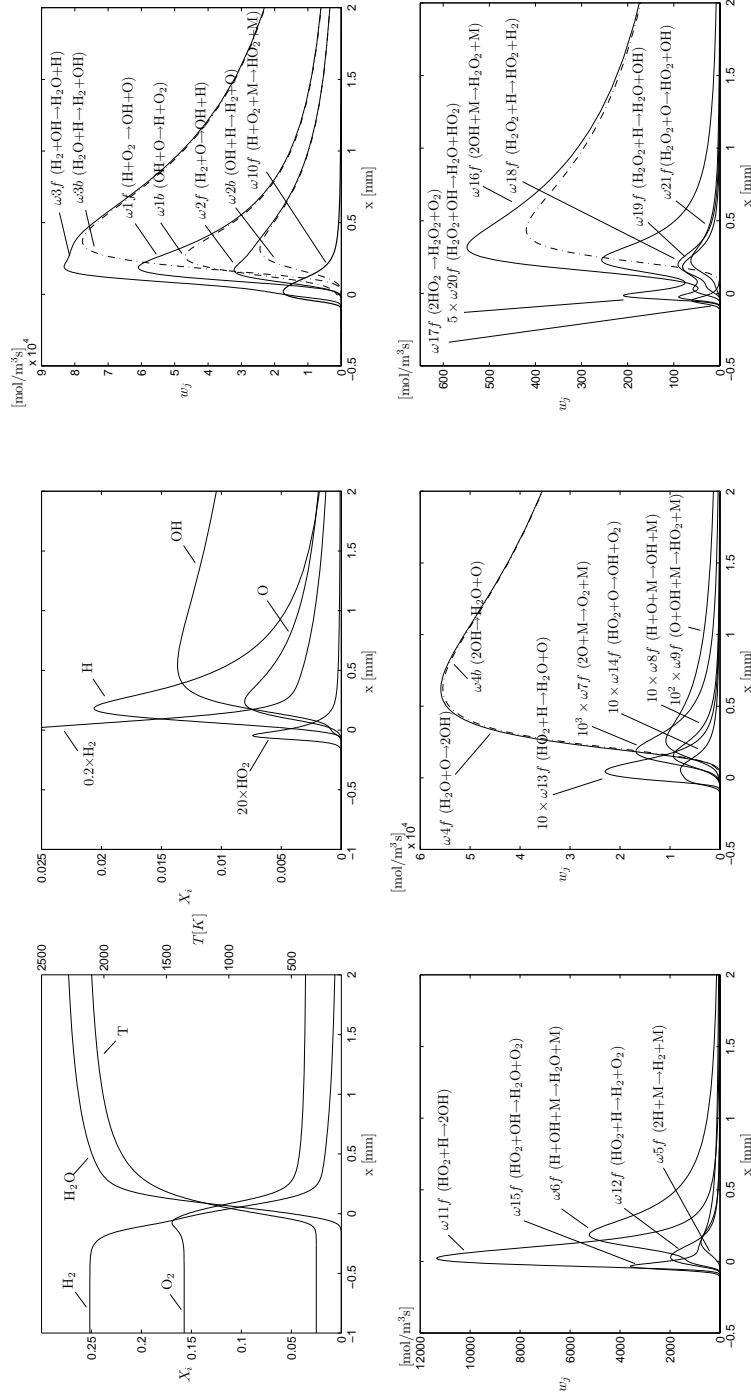 X_i
0.25
0.2
0.15
0.1
0.05
0
−1
−0.5
0
0.5
1
1.5
2
x [mm]
T[K]
2500
2000
1500
1000
500
H₂
O₂
H₂O
T
X_i
0.025
0.02
0.015
0.01
0.005
0
−1
−0.5
0
0.5
1
1.5
2
x [mm]
0.2×H₂
20×HO₂
H
O
OH
[mol/m³s]
x 10⁴
w_j
9
8
7
6
5
4
3
2
1
0
−0.5
0
0.5
1
1.5
2
x [mm]
ω3f (H₂+OH→H₂O+H)
ω3b (H₂O+H→H₂+OH)
ω1f (H+O₂→OH+O)
ω1b (OH+O→H+O₂)
ω2f (H₂+O→OH+H)
ω2b (OH+H→H₂+O)
ω10f (H+O₂+M→HO₂+M)
[mol/m³s]
w_j
12000
10000
8000
6000
4000
2000
0
−0.5
0
0.5
1
1.5
2
x [mm]
ω11f (HO₂+H→2OH)
ω15f (HO₂+OH→H₂O+O₂)
ω6f (H+OH+M→H₂O+M)
ω12f (HO₂+H→H₂+O₂)
ω5f (2H+M→H₂+M)
[mol/m³s]
x 10⁴
w_j
6
5
4
3
2
1
0
−0.5
0
0.5
1
1.5
2
x [mm]
ω4f (H₂O+O→2OH)
ω4b (2OH→H₂O+O)
10 × ω13f (HO₂+H→H₂O+O)
10³ × ω7f (2O+M→O₂+M)
10 × ω14f (HO₂+O→OH+O₂)
10 × ω8f (H+O+M→OH+M)
10² × ω9f (O+OH+M→HO₂+M)
[mol/m³s]
w_j
600
500
400
300
200
100
0
−0.5
0
0.5
1
1.5
2
x [mm]
ω17f (2HO₂→H₂O₂+O₂)
5 × ω20f (H₂O₂+OH→H₂O+HO₂)
ω16f (2OH+M→H₂O₂+M)
ω18f (H₂O₂+H→HO₂+H₂)
ω19f (H₂O₂+H→H₂O+OH)
ω21f (H₂O₂+O→HO₂+OH)